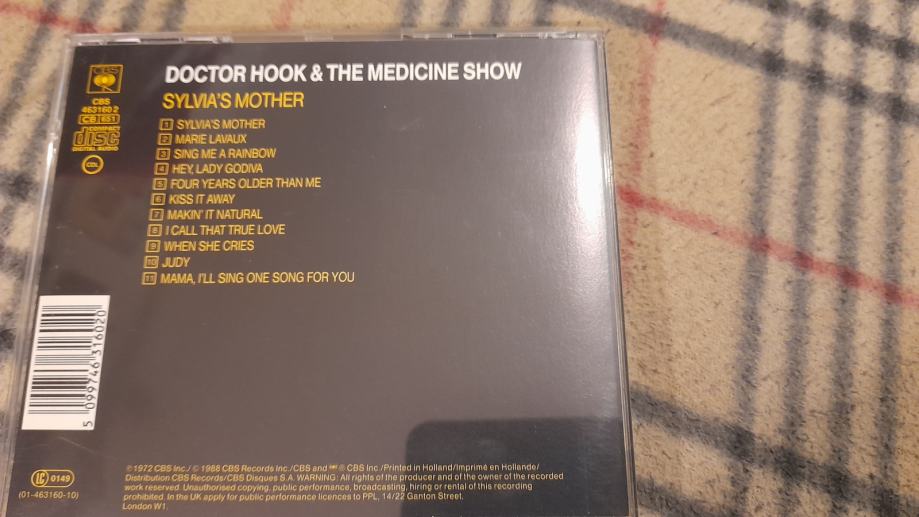 DOCTOR HOOK & THE MEDICINE SHOW
SYLVIA'S MOTHER
CBS
CBS
463160 2
CB 651
COMPACT
disc
DIGITAL AUDIO
CDL
1 SYLVIA'S MOTHER
2 MARIE LAVAUX
3 SING ME A RAINBOW
4 HEY, LADY GODIVA
5 FOUR YEARS OLDER THAN ME
6 KISS IT AWAY
7 MAKIN' IT NATURAL
8 I CALL THAT TRUE LOVE
9 WHEN SHE CRIES
10 JUDY
11 MAMA, I'LL SING ONE SONG FOR YOU
5 099746 316020
LC 0149
(01-463160-10)
℗ 1972 CBS Inc./ © 1988 CBS Records Inc./CBS and ® CBS Inc./Printed in Holland/Imprimé en Hollande/
Distribution CBS Records/CBS Disques S.A. WARNING: All rights of the producer and of the owner of the recorded
work reserved. Unauthorised copying, public performance, broadcasting, hiring or rental of this recording
prohibited. In the UK apply for public performance licences to PPL, 14/22 Ganton Street,
London W1.